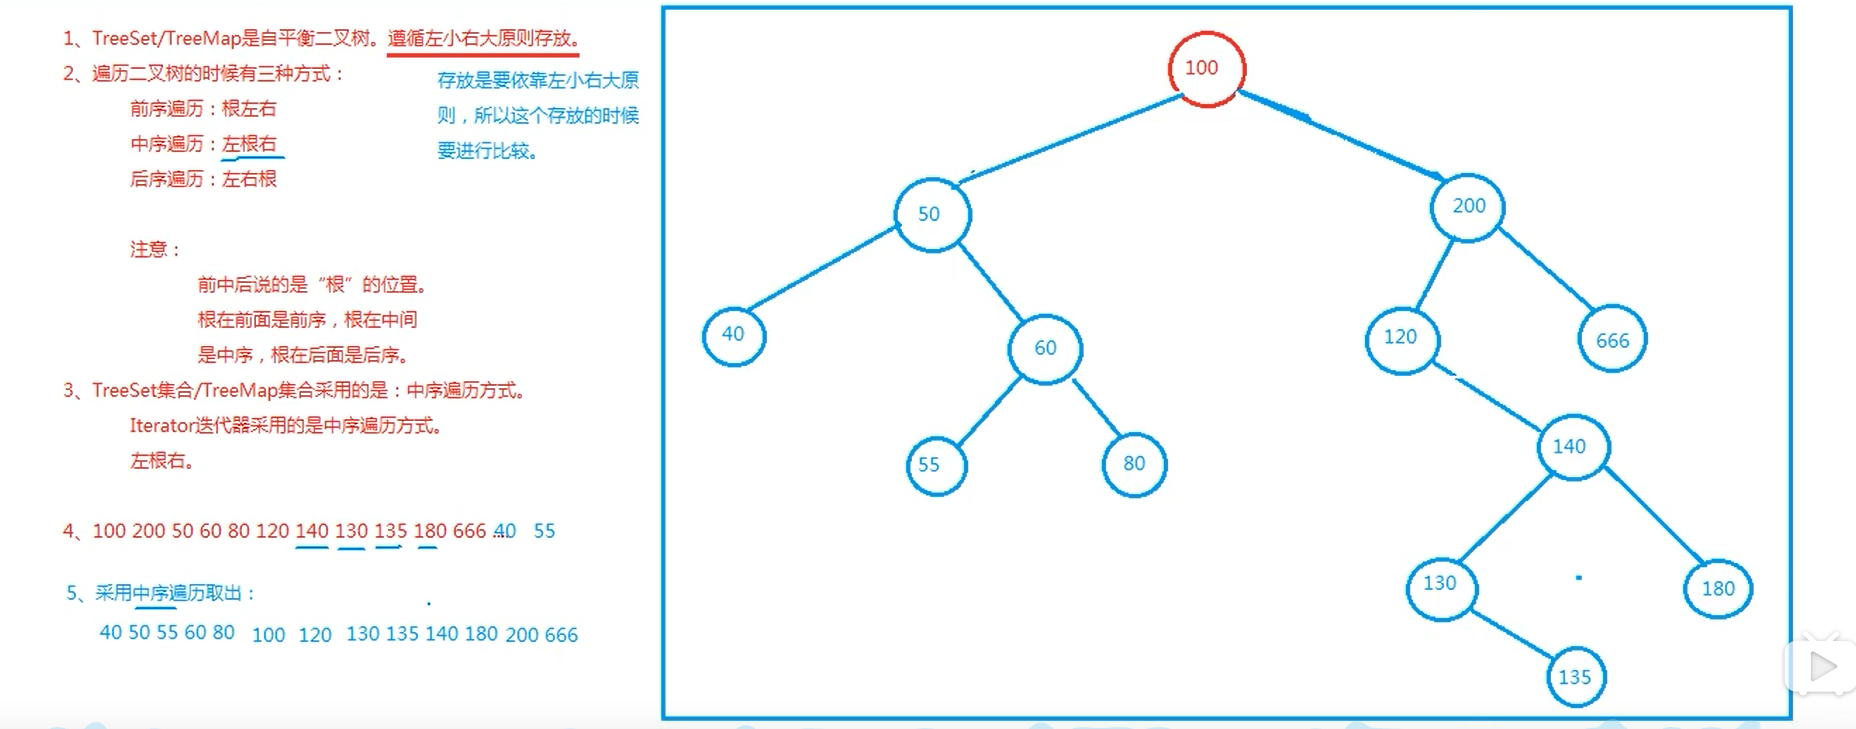 1、TreeSet/TreeMap是自平衡二叉树。遵循左小右大原则存放。
2、遍历二叉树的时候有三种方式：
前序遍历：根左右
中序遍历：左根右
后序遍历：左右根
存放是要依靠左小右大原
则，所以这个存放的时候
要进行比较。
注意：
前中后说的是“根”的位置。
根在前面是前序，根在中间
是中序，根在后面是后序。
3、TreeSet集合/TreeMap集合采用的是：中序遍历方式。
Iterator迭代器采用的是中序遍历方式。
左根右。
4、100 200 50 60 80 120 140 130 135 180 666 ... 40 55
5、采用中序遍历取出：
40 50 55 60 80 100 120 130 135 140 180 200 666
100
50
200
40
60
120
666
55
80
140
130
180
135